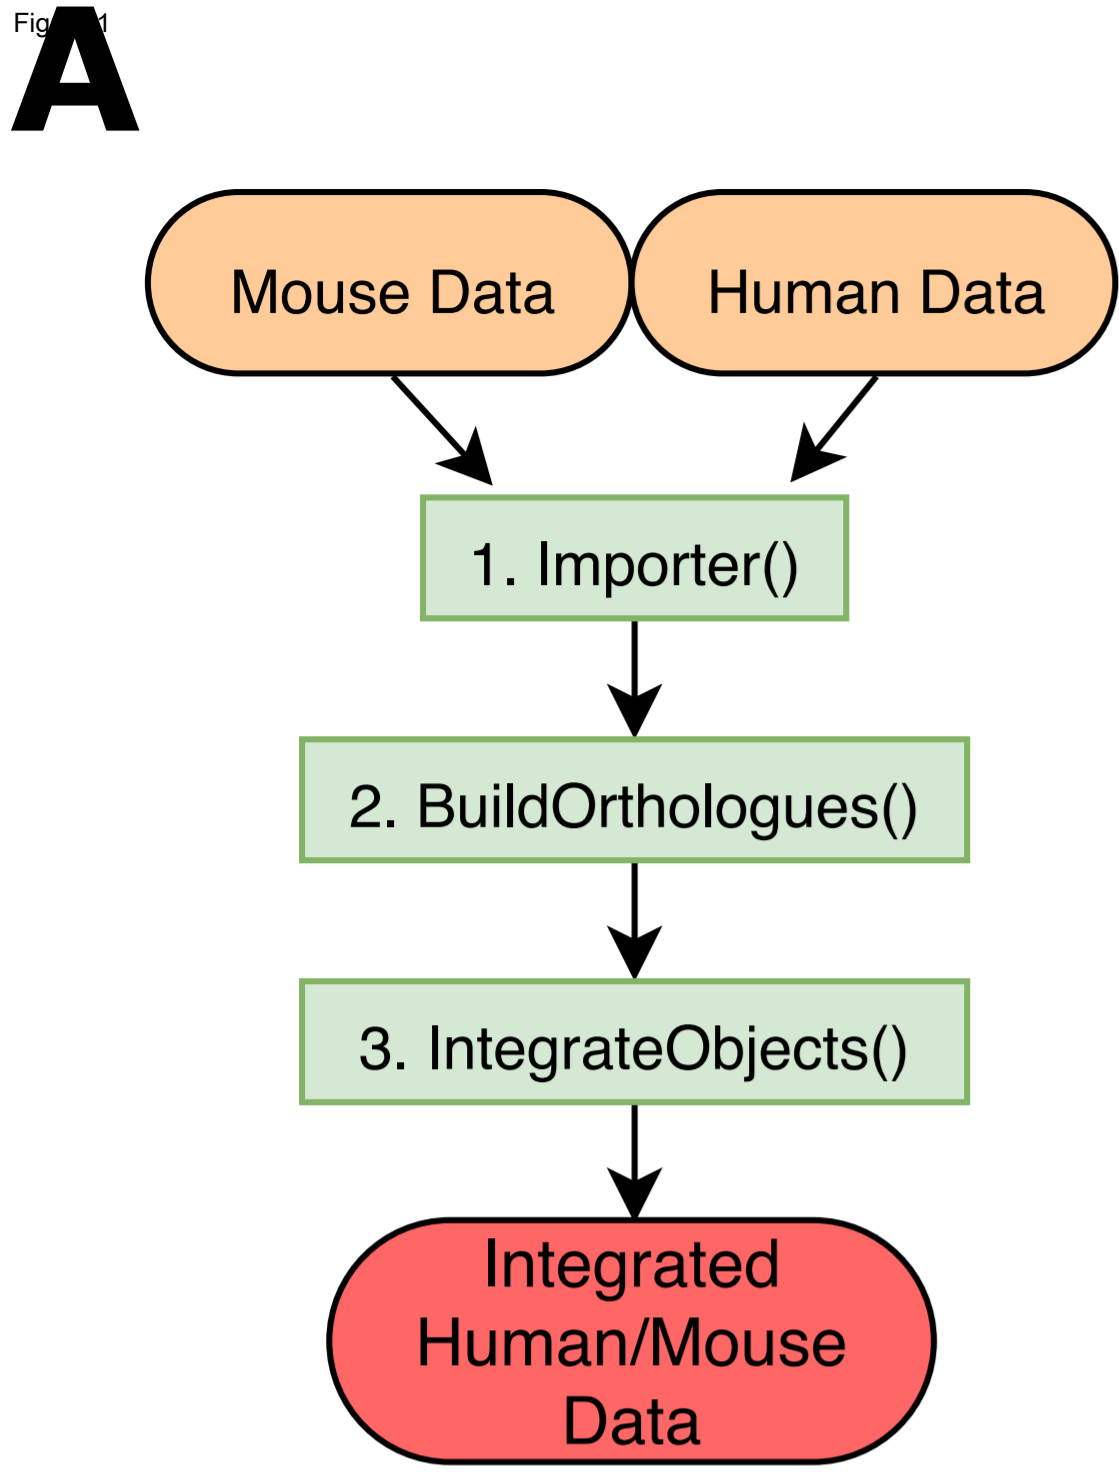 A
Mouse Data
Human Data
1. Importer()
2. BuildOrthologues()
3. IntegrateObjects()
Integrated
Human/Mouse
Data